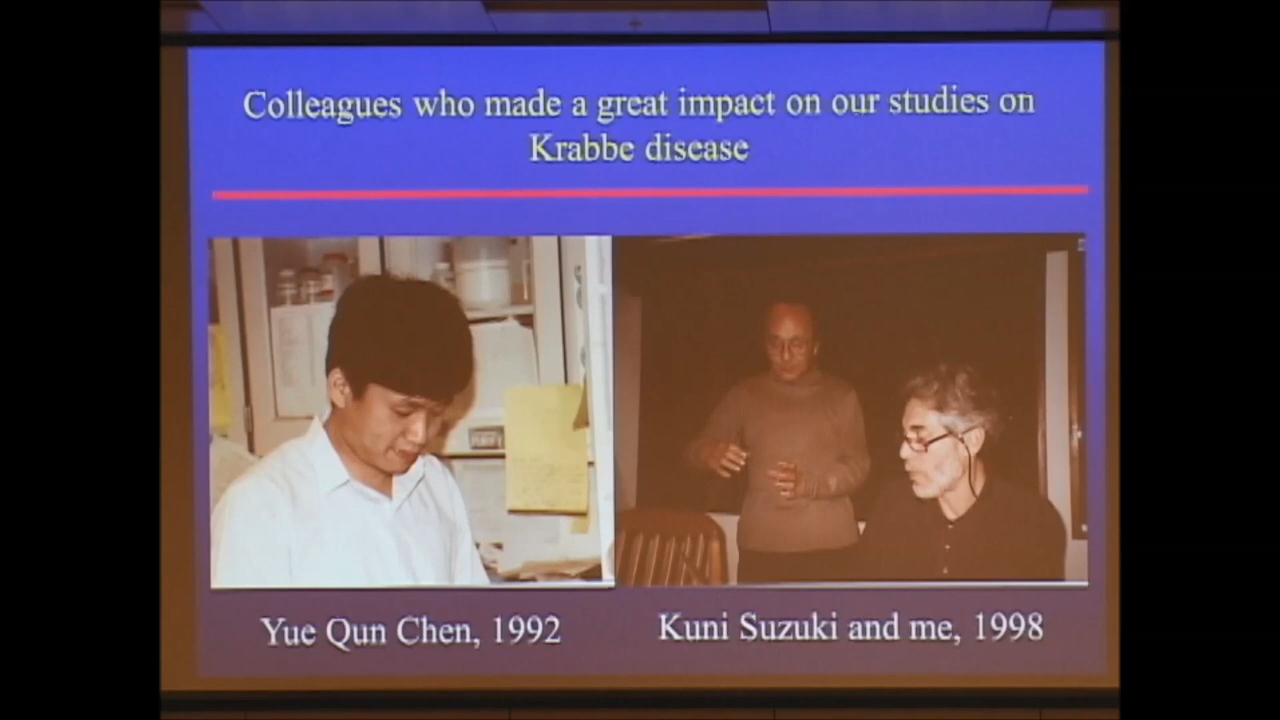 Colleagues who made a great impact on our studies on
Krabbe disease
Yue Qun Chen, 1992
Kuni Suzuki and me, 1998